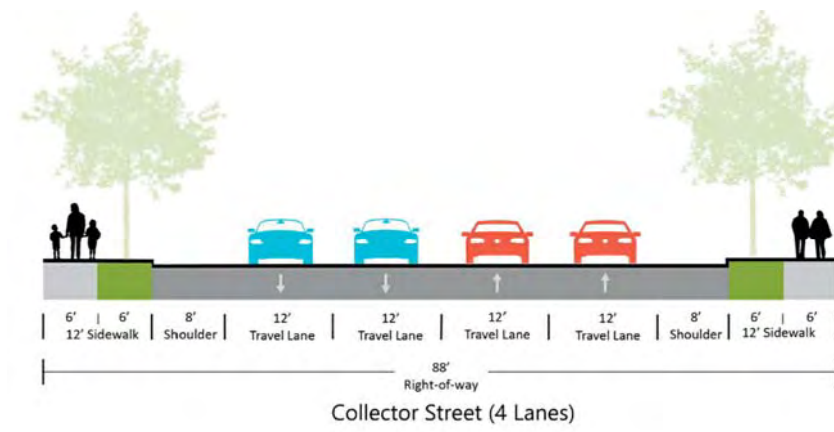 6' 6' 8' 12' 12' 12' 12' 8' 6' 6'
12' Sidewalk Shoulder Travel Lane Travel Lane Travel Lane Travel Lane Shoulder 12' Sidewalk
88'
Right-of-way
Collector Street (4 Lanes)